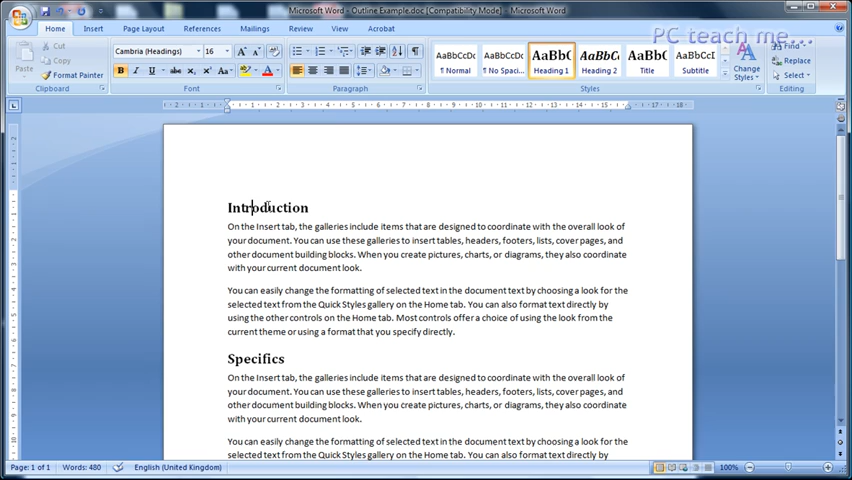 Microsoft Word - Outline Example.doc [Compatibility Mode] - Microsoft Word
PC teach me...
Home Insert Page Layout References Mailings Review View Acrobat
Paste
Cut
Copy
Format Painter
Clipboard
Cambria (Headings) 16
Font
Paragraph
AaBbCcDc AaBbCcDc AaBbC AaBbCc AaBbC AaBbCcI
¶ Normal ¶ No Spaci... Heading 1 Heading 2 Title Subtitle
Change Styles
Styles
Find
Replace
Select
Editing
Introduction
On the Insert tab, the galleries include items that are designed to coordinate with the overall look of
your document. You can use these galleries to insert tables, headers, footers, lists, cover pages, and
other document building blocks. When you create pictures, charts, or diagrams, they also coordinate
with your current document look.
You can easily change the formatting of selected text in the document text by choosing a look for the
selected text from the Quick Styles gallery on the Home tab. You can also format text directly by
using the other controls on the Home tab. Most controls offer a choice of using the look from the
current theme or using a format that you specify directly.
Specifics
On the Insert tab, the galleries include items that are designed to coordinate with the overall look of
your document. You can use these galleries to insert tables, headers, footers, lists, cover pages, and
other document building blocks. When you create pictures, charts, or diagrams, they also coordinate
with your current document look.
You can easily change the formatting of selected text in the document text by choosing a look for the
selected text from the Quick Styles gallery on the Home tab. You can also format text directly by
Page: 1 of 1 Words: 480 English (United Kingdom) 100%